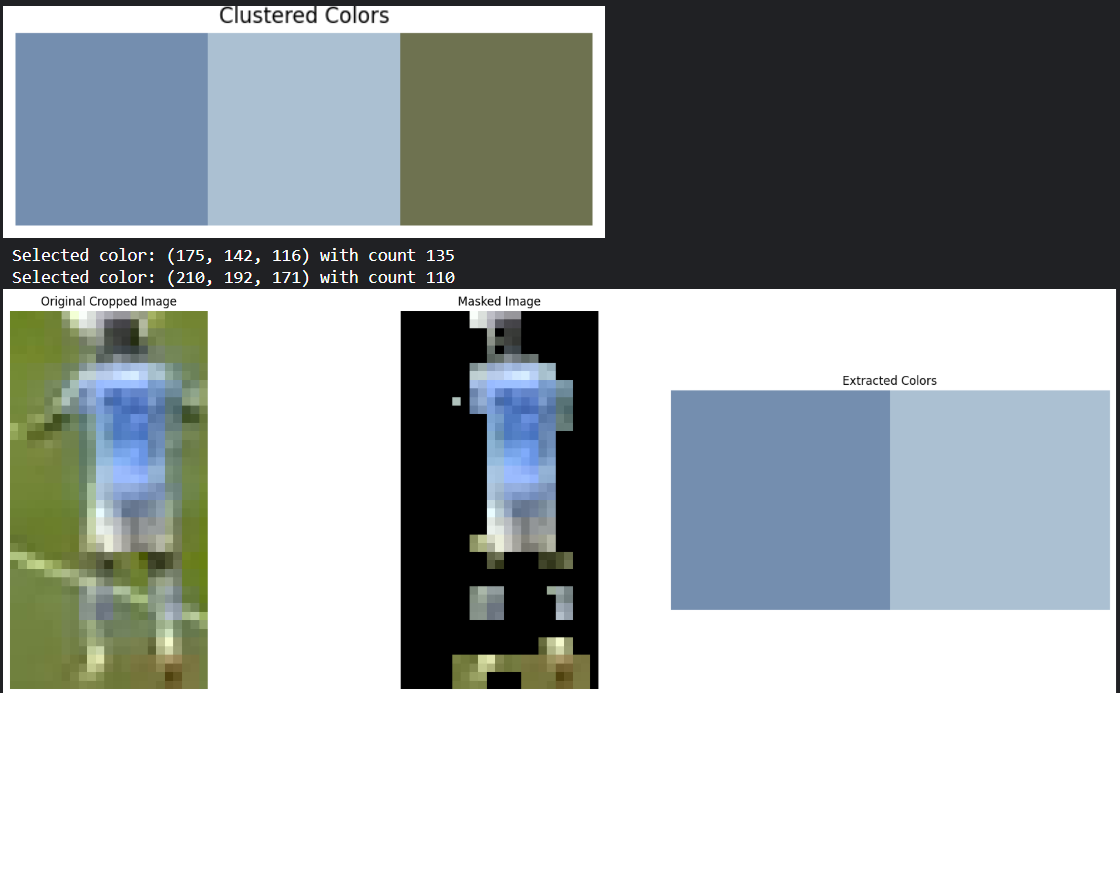 Clustered Colors
Selected color: (175, 142, 116) with count 135
Selected color: (210, 192, 171) with count 110
Original Cropped Image
Masked Image
Extracted Colors